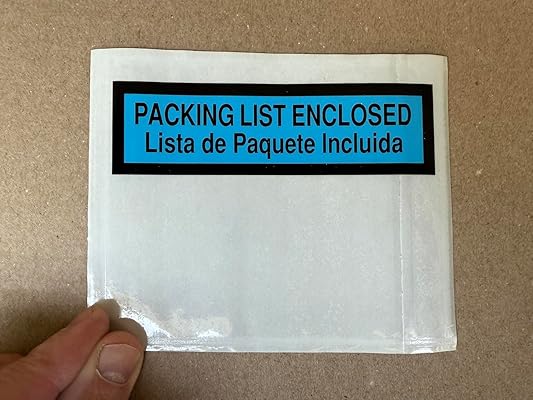 PACKING LIST ENCLOSED
Lista de Paquete Incluida